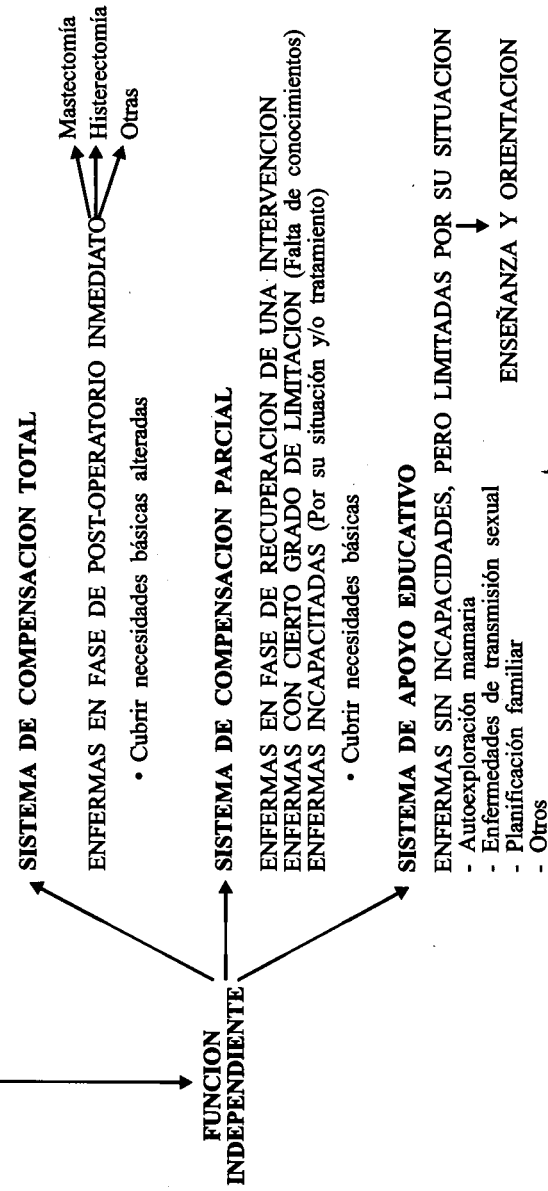 FUNCION
INDEPENDIENTE
SISTEMA DE COMPENSACION TOTAL
ENFERMAS EN FASE DE POST-OPERATORIO INMEDIATO
Mastectomía
Histerectomía
Otras
• Cubrir necesidades básicas alteradas
SISTEMA DE COMPENSACION PARCIAL
ENFERMAS EN FASE DE RECUPERACION DE UNA INTERVENCION
ENFERMAS CON CIERTO GRADO DE LIMITACION (Falta de conocimientos)
ENFERMAS INCAPACITADAS (Por su situación y/o tratamiento)
• Cubrir necesidades básicas
SISTEMA DE APOYO EDUCATIVO
ENFERMAS SIN INCAPACIDADES, PERO LIMITADAS POR SU SITUACION
- Autoexploración mamaria
- Enfermedades de transmisión sexual
- Planificación familiar
- Otros
ENSEÑANZA Y ORIENTACION